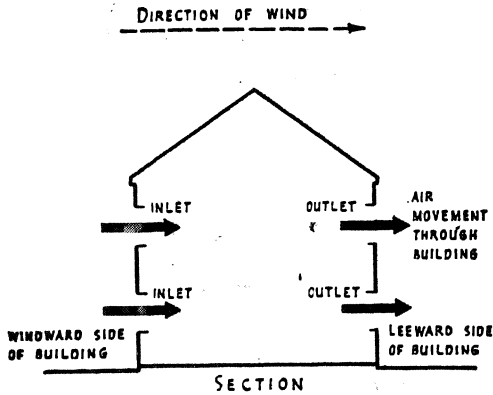 DIRECTION OF WIND
INLET
OUTLET
AIR
MOVEMENT
THROUGH
BUILDING
INLET
OUTLET
WINDWARD SIDE
OF BUILDING
LEEWARD SIDE
OF BUILDING
SECTION